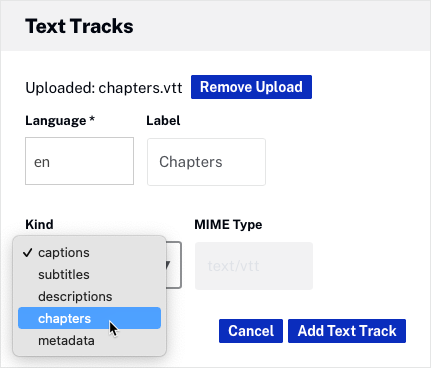 Text Tracks
Uploaded: chapters.vtt Remove Upload
Language * Label
en Chapters
Kind MIME Type
✓ captions
subtitles
descriptions
chapters
metadata
text/vtt
Cancel Add Text Track